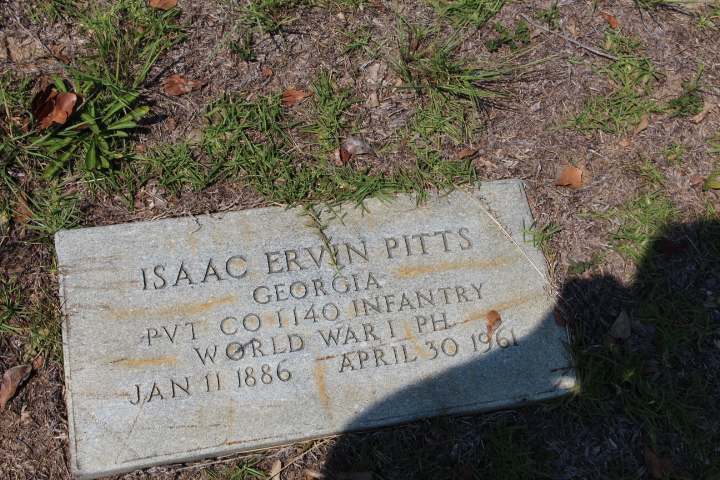 ISAAC ERVIN PITTS
GEORGIA
PVT CO I 140 INFANTRY
WORLD WAR I PH
JAN 11 1886 APRIL 30 1961